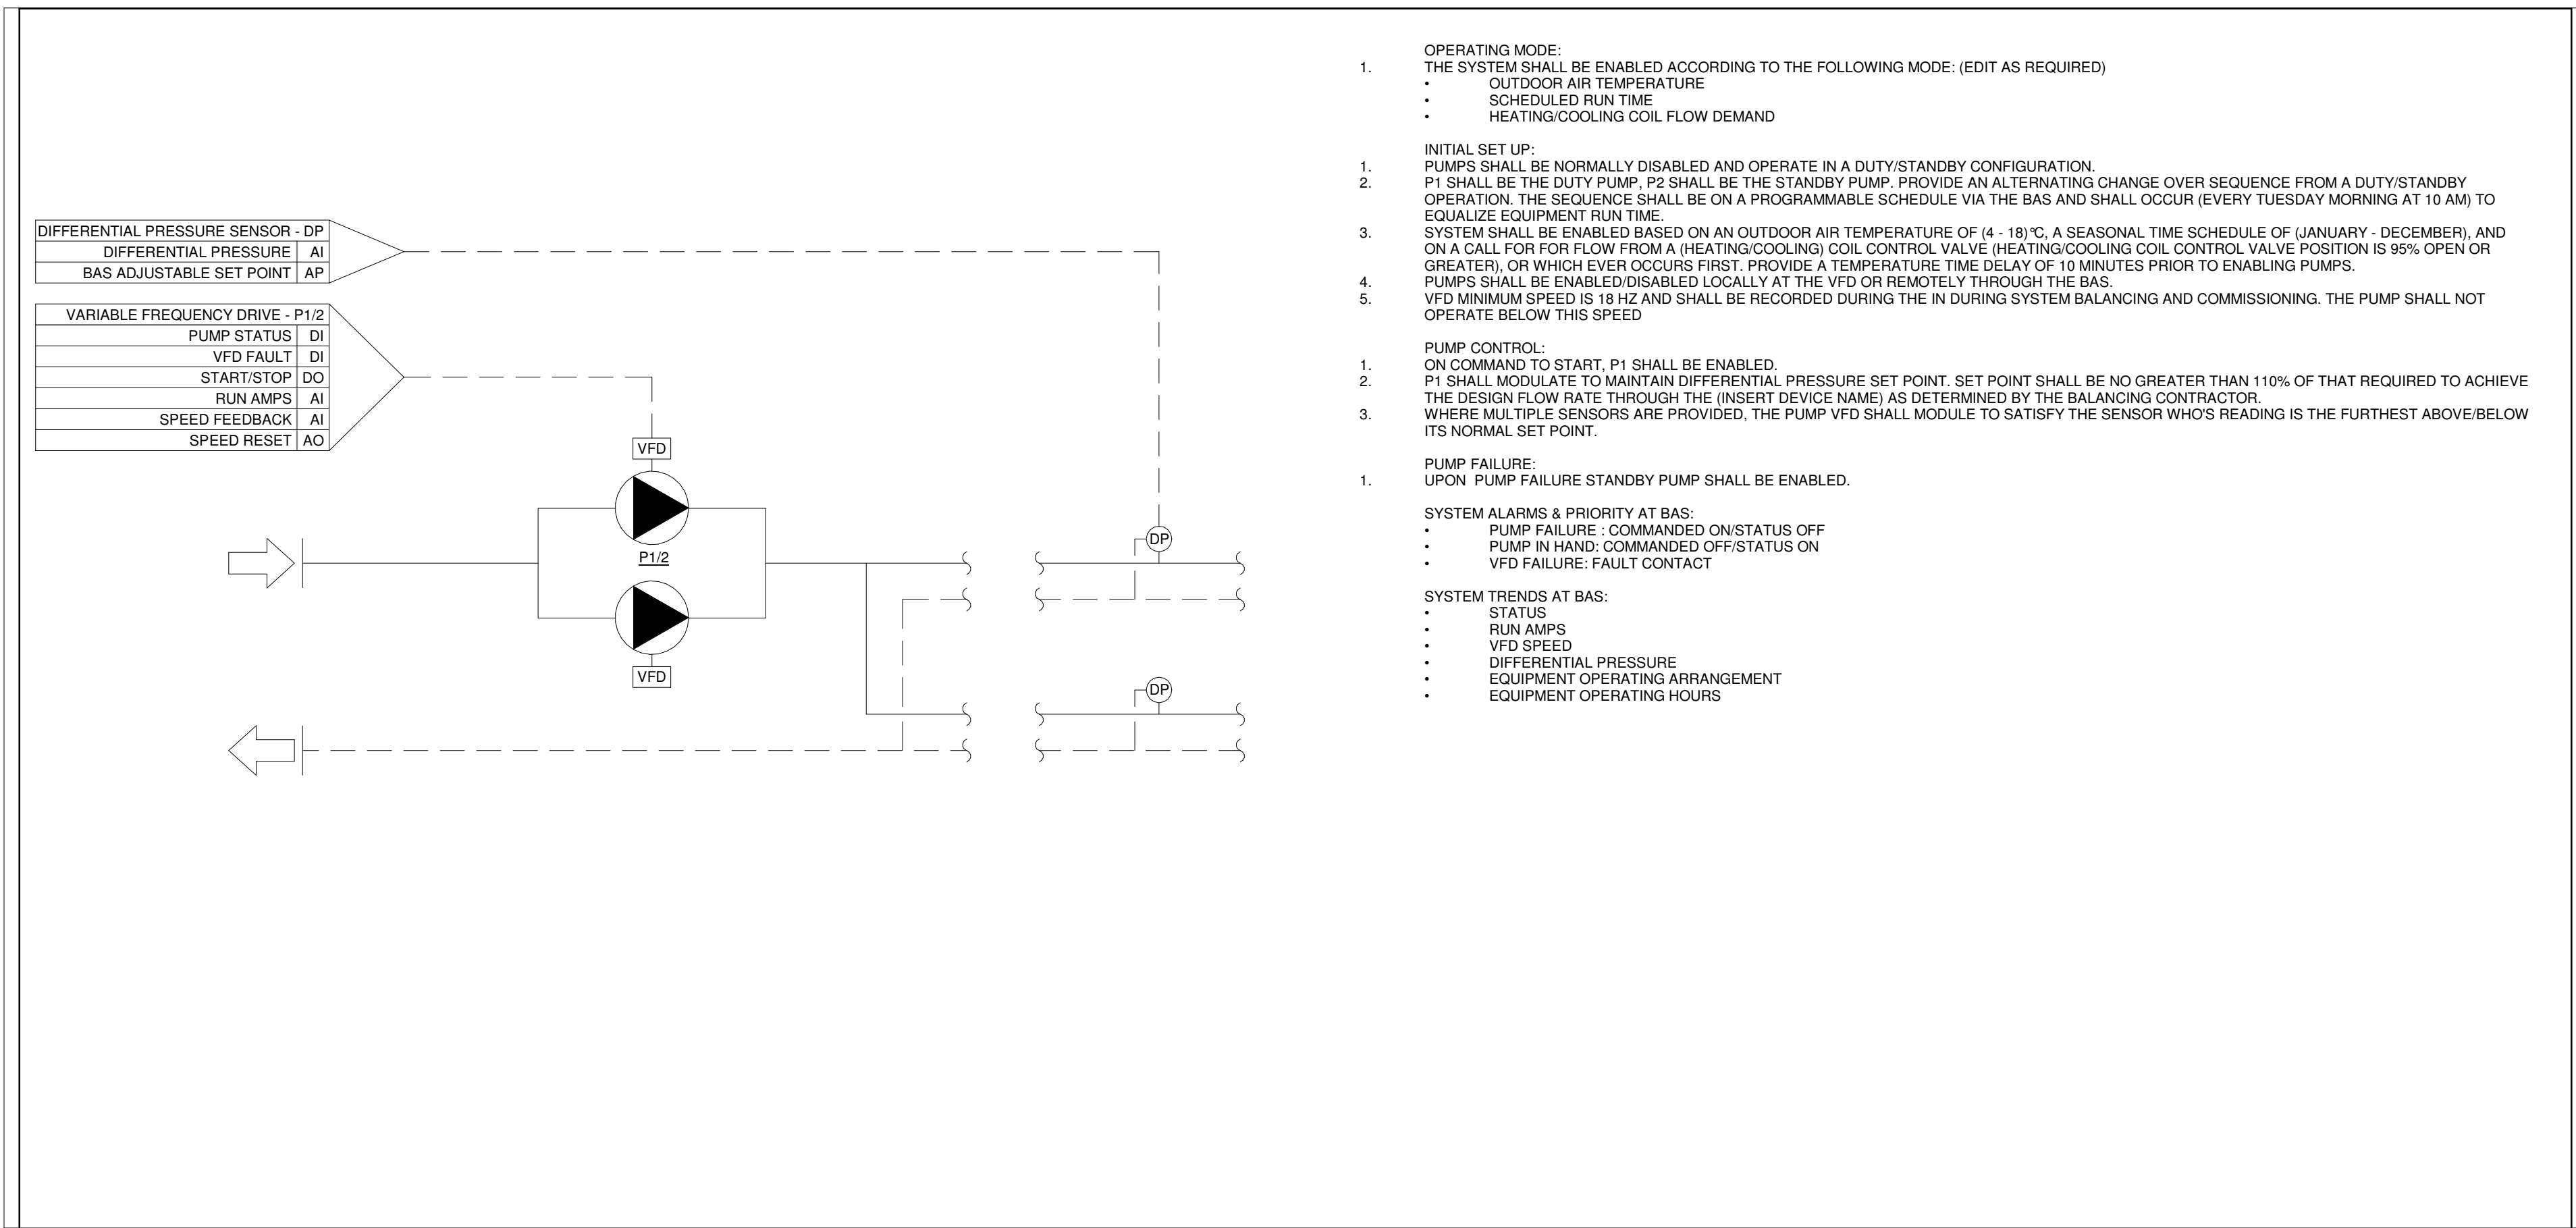 DIFFERENTIAL PRESSURE SENSOR - DP
DIFFERENTIAL PRESSURE AI
BAS ADJUSTABLE SET POINT AP
VARIABLE FREQUENCY DRIVE - P1/2
PUMP STATUS DI
VFD FAULT DI
START/STOP DO
RUN AMPS AI
SPEED FEEDBACK AI
SPEED RESET AO
VFD
P1/2
VFD
DP
DP
OPERATING MODE:
1. THE SYSTEM SHALL BE ENABLED ACCORDING TO THE FOLLOWING MODE: (EDIT AS REQUIRED)
• OUTDOOR AIR TEMPERATURE
• SCHEDULED RUN TIME
• HEATING/COOLING COIL FLOW DEMAND
INITIAL SET UP:
1. PUMPS SHALL BE NORMALLY DISABLED AND OPERATE IN A DUTY/STANDBY CONFIGURATION.
2. P1 SHALL BE THE DUTY PUMP, P2 SHALL BE THE STANDBY PUMP. PROVIDE AN ALTERNATING CHANGE OVER SEQUENCE FROM A DUTY/STANDBY
OPERATION. THE SEQUENCE SHALL BE ON A PROGRAMMABLE SCHEDULE VIA THE BAS AND SHALL OCCUR (EVERY TUESDAY MORNING AT 10 AM) TO
EQUALIZE EQUIPMENT RUN TIME.
3. SYSTEM SHALL BE ENABLED BASED ON AN OUTDOOR AIR TEMPERATURE OF (4 - 18)°C, A SEASONAL TIME SCHEDULE OF (JANUARY - DECEMBER), AND
ON A CALL FOR FOR FLOW FROM A (HEATING/COOLING) COIL CONTROL VALVE (HEATING/COOLING COIL CONTROL VALVE POSITION IS 95% OPEN OR
GREATER), OR WHICH EVER OCCURS FIRST. PROVIDE A TEMPERATURE TIME DELAY OF 10 MINUTES PRIOR TO ENABLING PUMPS.
4. PUMPS SHALL BE ENABLED/DISABLED LOCALLY AT THE VFD OR REMOTELY THROUGH THE BAS.
5. VFD MINIMUM SPEED IS 18 HZ AND SHALL BE RECORDED DURING THE IN DURING SYSTEM BALANCING AND COMMISSIONING. THE PUMP SHALL NOT
OPERATE BELOW THIS SPEED
PUMP CONTROL:
1. ON COMMAND TO START, P1 SHALL BE ENABLED.
2. P1 SHALL MODULATE TO MAINTAIN DIFFERENTIAL PRESSURE SET POINT. SET POINT SHALL BE NO GREATER THAN 110% OF THAT REQUIRED TO ACHIEVE
THE DESIGN FLOW RATE THROUGH THE (INSERT DEVICE NAME) AS DETERMINED BY THE BALANCING CONTRACTOR.
3. WHERE MULTIPLE SENSORS ARE PROVIDED, THE PUMP VFD SHALL MODULE TO SATISFY THE SENSOR WHO'S READING IS THE FURTHEST ABOVE/BELOW
ITS NORMAL SET POINT.
PUMP FAILURE:
1. UPON PUMP FAILURE STANDBY PUMP SHALL BE ENABLED.
SYSTEM ALARMS & PRIORITY AT BAS:
• PUMP FAILURE : COMMANDED ON/STATUS OFF
• PUMP IN HAND: COMMANDED OFF/STATUS ON
• VFD FAILURE: FAULT CONTACT
SYSTEM TRENDS AT BAS:
• STATUS
• RUN AMPS
• VFD SPEED
• DIFFERENTIAL PRESSURE
• EQUIPMENT OPERATING ARRANGEMENT
• EQUIPMENT OPERATING HOURS